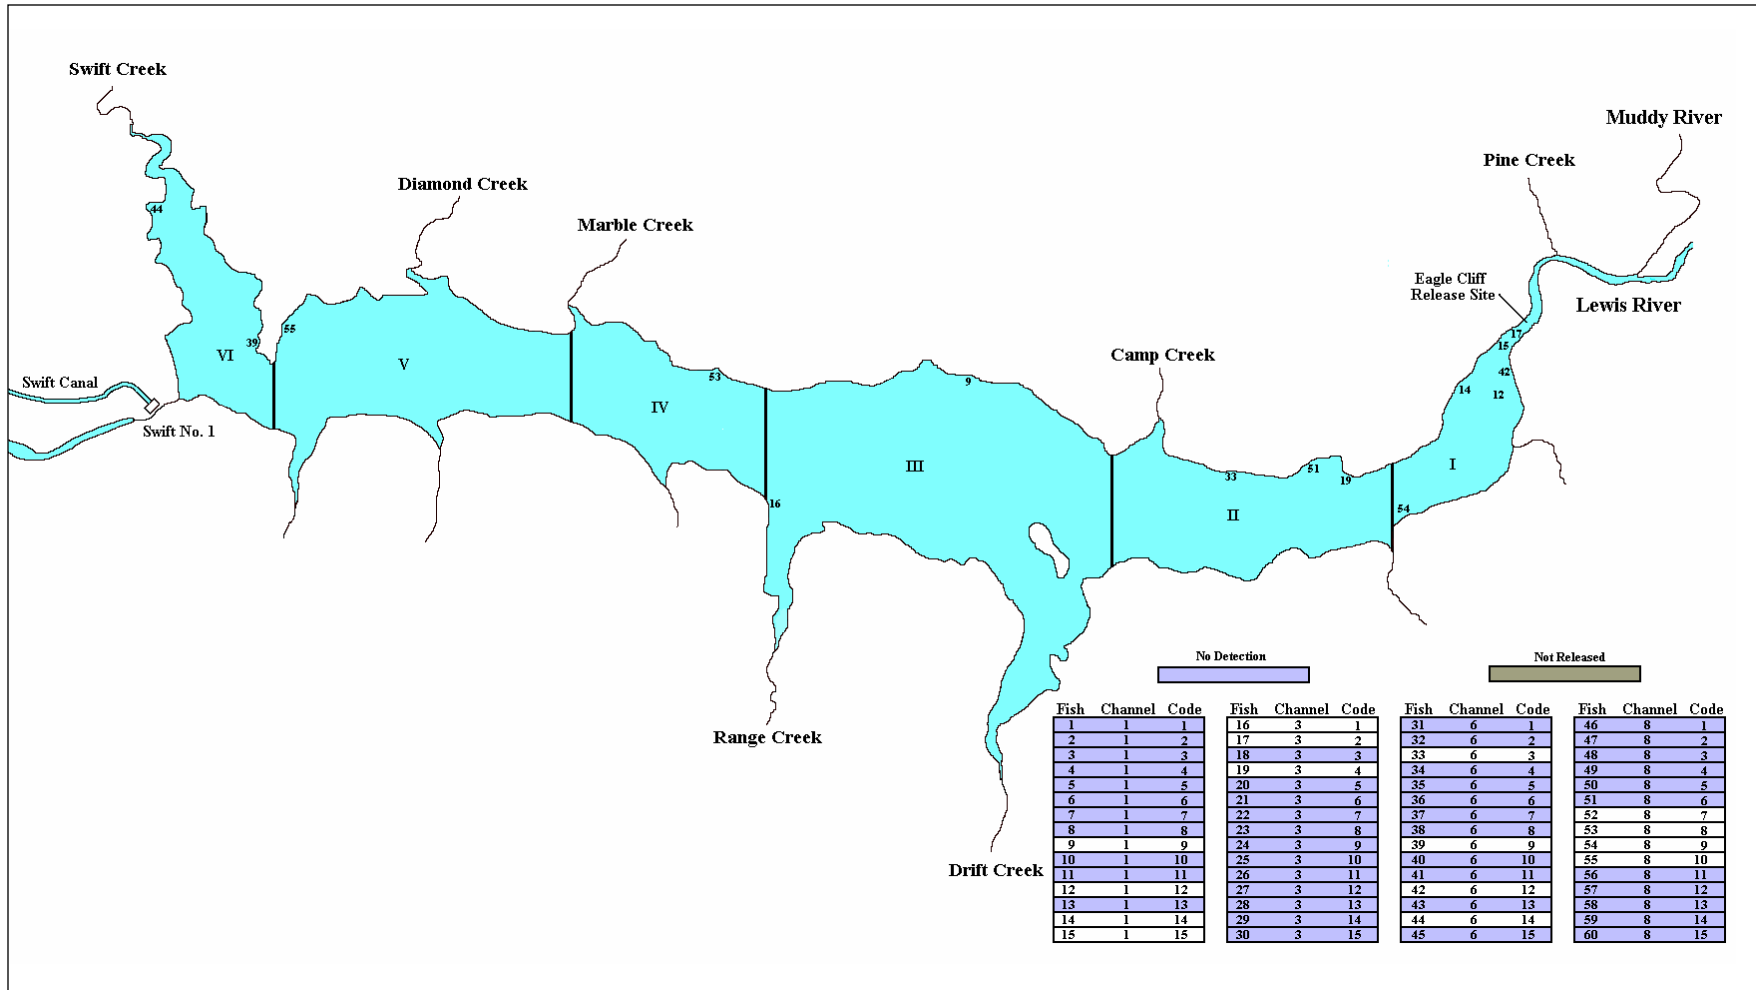 Swift Creek
Muddy River
Pine Creek
Diamond Creek
Marble Creek
44
Eagle Cliff
Release Site
Lewis River
55
39
17
15
VI
V
Camp Creek
42
53
9
14
12
Swift Canal
IV
Swift No. 1
III
I
51
33
19
16
54
II
No Detection
Not Released
Range Creek
Drift Creek
Fish Channel Code
1 1 1
2 1 2
3 1 3
4 1 4
5 1 5
6 1 6
7 1 7
8 1 8
9 1 9
10 1 10
11 1 11
12 1 12
13 1 13
14 1 14
15 1 15
Fish Channel Code
16 3 1
17 3 2
18 3 3
19 3 4
20 3 5
21 3 6
22 3 7
23 3 8
24 3 9
25 3 10
26 3 11
27 3 12
28 3 13
29 3 14
30 3 15
Fish Channel Code
31 6 1
32 6 2
33 6 3
34 6 4
35 6 5
36 6 6
37 6 7
38 6 8
39 6 9
40 6 10
41 6 11
42 6 12
43 6 13
44 6 14
45 6 15
Fish Channel Code
46 8 1
47 8 2
48 8 3
49 8 4
50 8 5
51 8 6
52 8 7
53 8 8
54 8 9
55 8 10
56 8 11
57 8 12
58 8 13
59 8 14
60 8 15